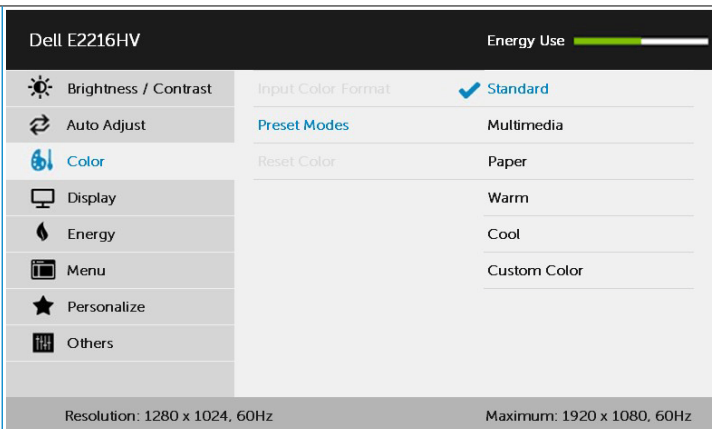 Dell E2216HV
Energy Use
Brightness / Contrast
Input Color Format
Standard
Auto Adjust
Preset Modes
Multimedia
Color
Reset Color
Paper
Display
Warm
Energy
Cool
Menu
Custom Color
Personalize
Others
Resolution: 1280 x 1024, 60Hz
Maximum: 1920 x 1080, 60Hz